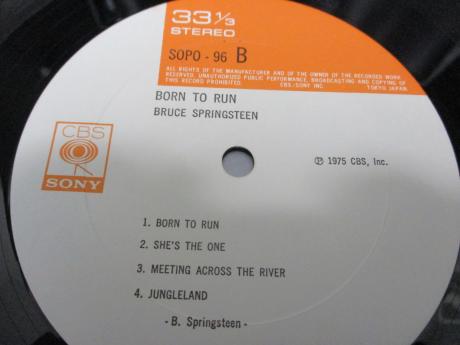 33 1/3
STEREO
SOPO - 96 B
ALL RIGHTS OF THE MANUFACTURER AND OF THE OWNER OF THE RECORDED WORK
RESERVED. UNAUTHORISED PUBLIC PERFORMANCE, BROADCASTING AND COPYING OF
THIS RECORD PROHIBITED. CBS/SONY INC. TOKYO JAPAN
BORN TO RUN
BRUCE SPRINGSTEEN
CBS
SONY
℗ 1975 CBS, Inc.
1. BORN TO RUN
2. SHE'S THE ONE
3. MEETING ACROSS THE RIVER
4. JUNGLELAND
- B. Springsteen -